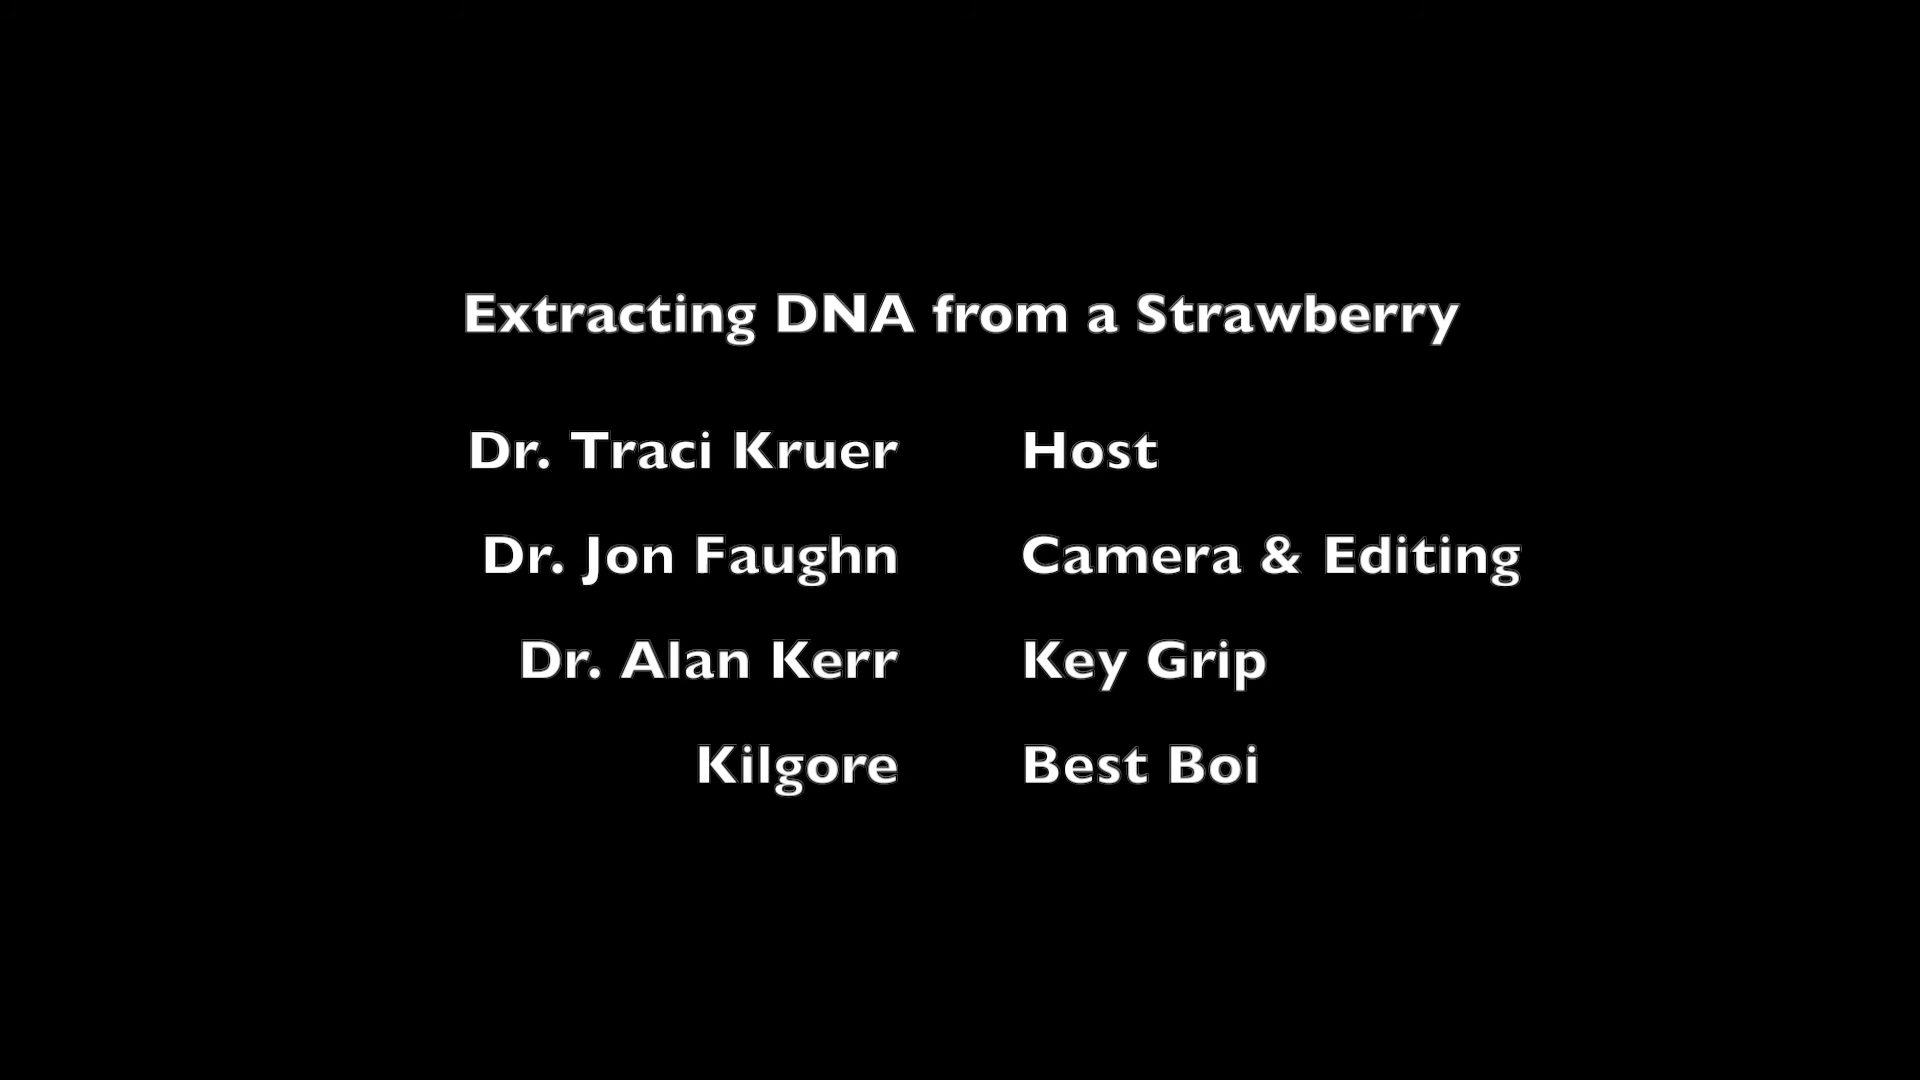 Extracting DNA from a Strawberry
Dr. Traci Kruer Host
Dr. Jon Faughn Camera & Editing
Dr. Alan Kerr Key Grip
Kilgore Best Boi